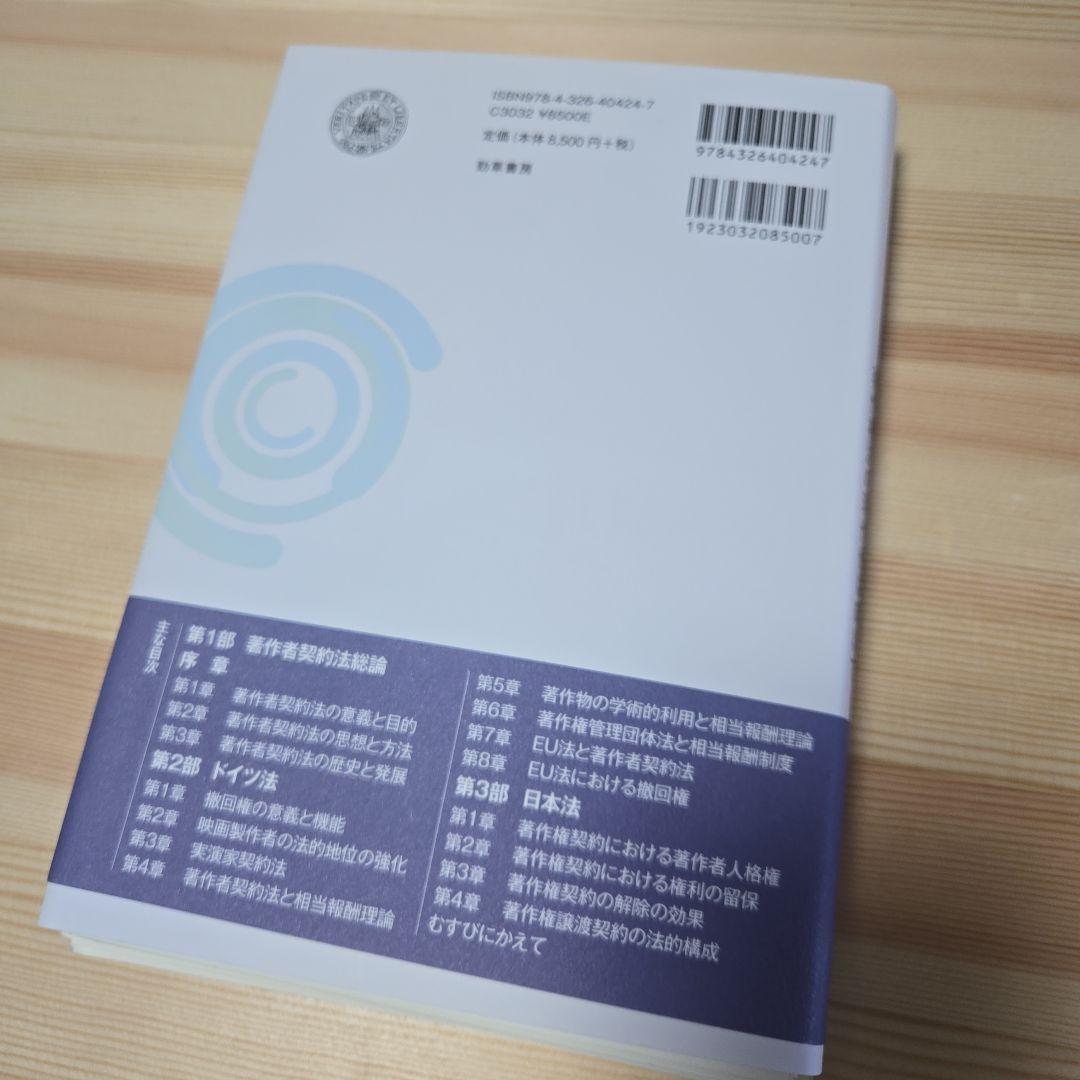 ISBN978-4-326-40424-7
C3032 ¥8500E
定価(本体8,500円+税)
勁草書房
9784326404247
1923032085007
主な目次
第1部 著作者契約法総論
序 章
第1章 著作者契約法の意義と目的
第2章 著作者契約法の思想と方法
第3章 著作者契約法の歴史と発展
第2部 ドイツ法
第1章 撤回権の意義と機能
第2章 映画製作者の法的地位の強化
第3章 実演家契約法
第4章 著作者契約法と相当報酬理論
第5章 著作物の学術的利用と相当報酬理論
第6章 著作権管理団体法と相当報酬制度
第7章 EU法と著作者契約法
第8章 EU法における撤回権
第3部 日本法
第1章 著作権契約における著作者人格権
第2章 著作権契約における権利の留保
第3章 著作権契約の解除の効果
第4章 著作権譲渡契約の法的構成
むすびにかえて